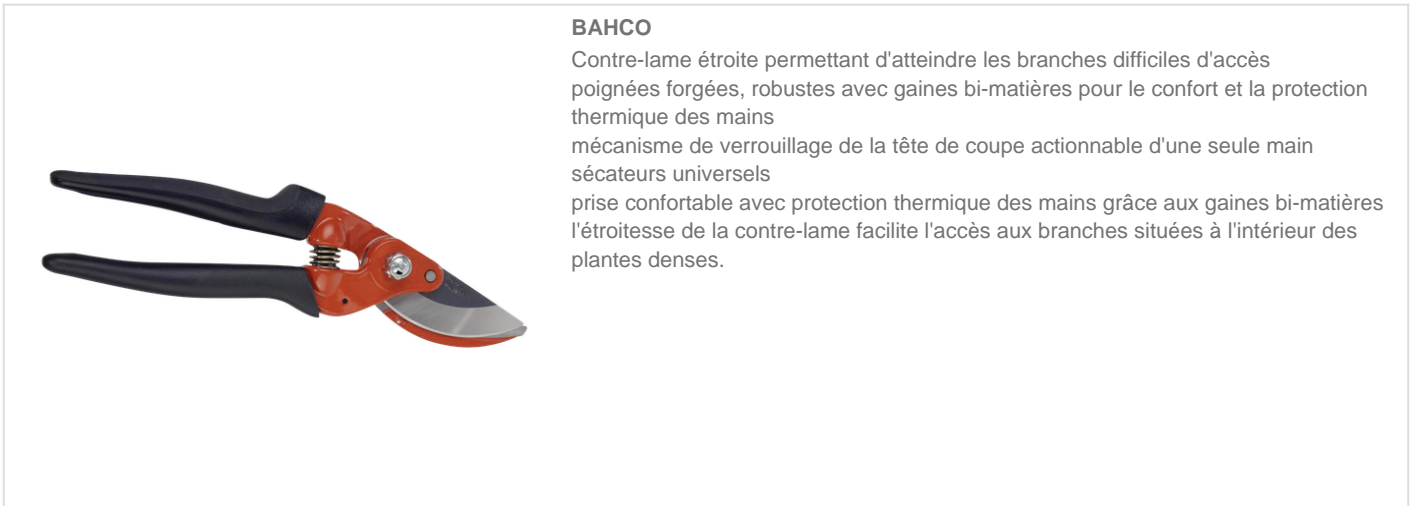 BAHCO
Contre-lame étroite permettant d'atteindre les branches difficiles d'accès
poignées forgées, robustes avec gaines bi-matières pour le confort et la protection
thermique des mains
mécanisme de verrouillage de la tête de coupe actionnable d'une seule main
sécateurs universels
prise confortable avec protection thermique des mains grâce aux gaines bi-matières
l'étroitesse de la contre-lame facilite l'accès aux branches situées à l'intérieur des
plantes denses.